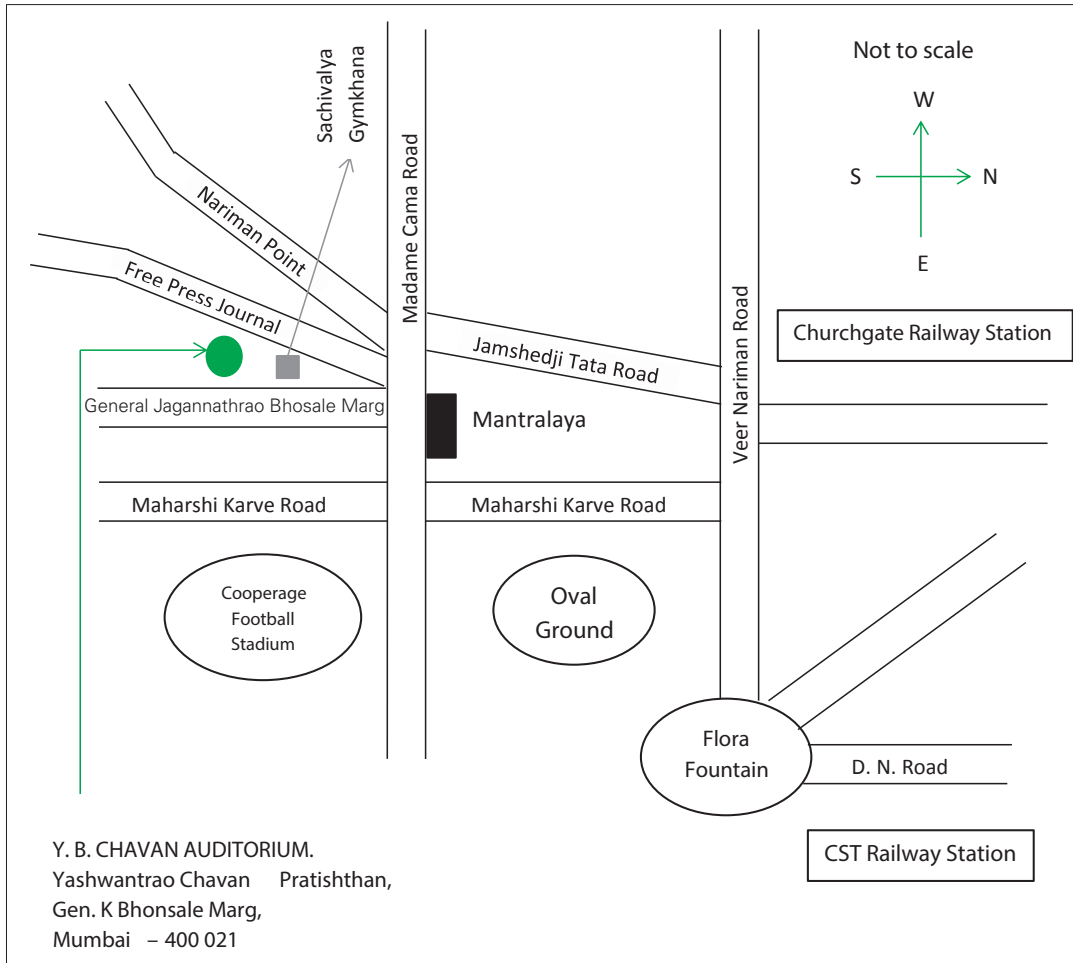 Not to scale
W
S
N
E
Sachivalya
Gymkhana
Nariman Point
Free Press Journal
Madame Cama Road
Jamshedji Tata Road
Veer Nariman Road
Churchgate Railway Station
General Jagannathrao Bhosale Marg
Mantralaya
Maharshi Karve Road
Maharshi Karve Road
Cooperage
Football
Stadium
Oval
Ground
Flora
Fountain
D. N. Road
CST Railway Station
Y. B. CHAVAN AUDITORIUM.
Yashwantrao Chavan Pratishthan,
Gen. K Bhonsale Marg,
Mumbai – 400 021